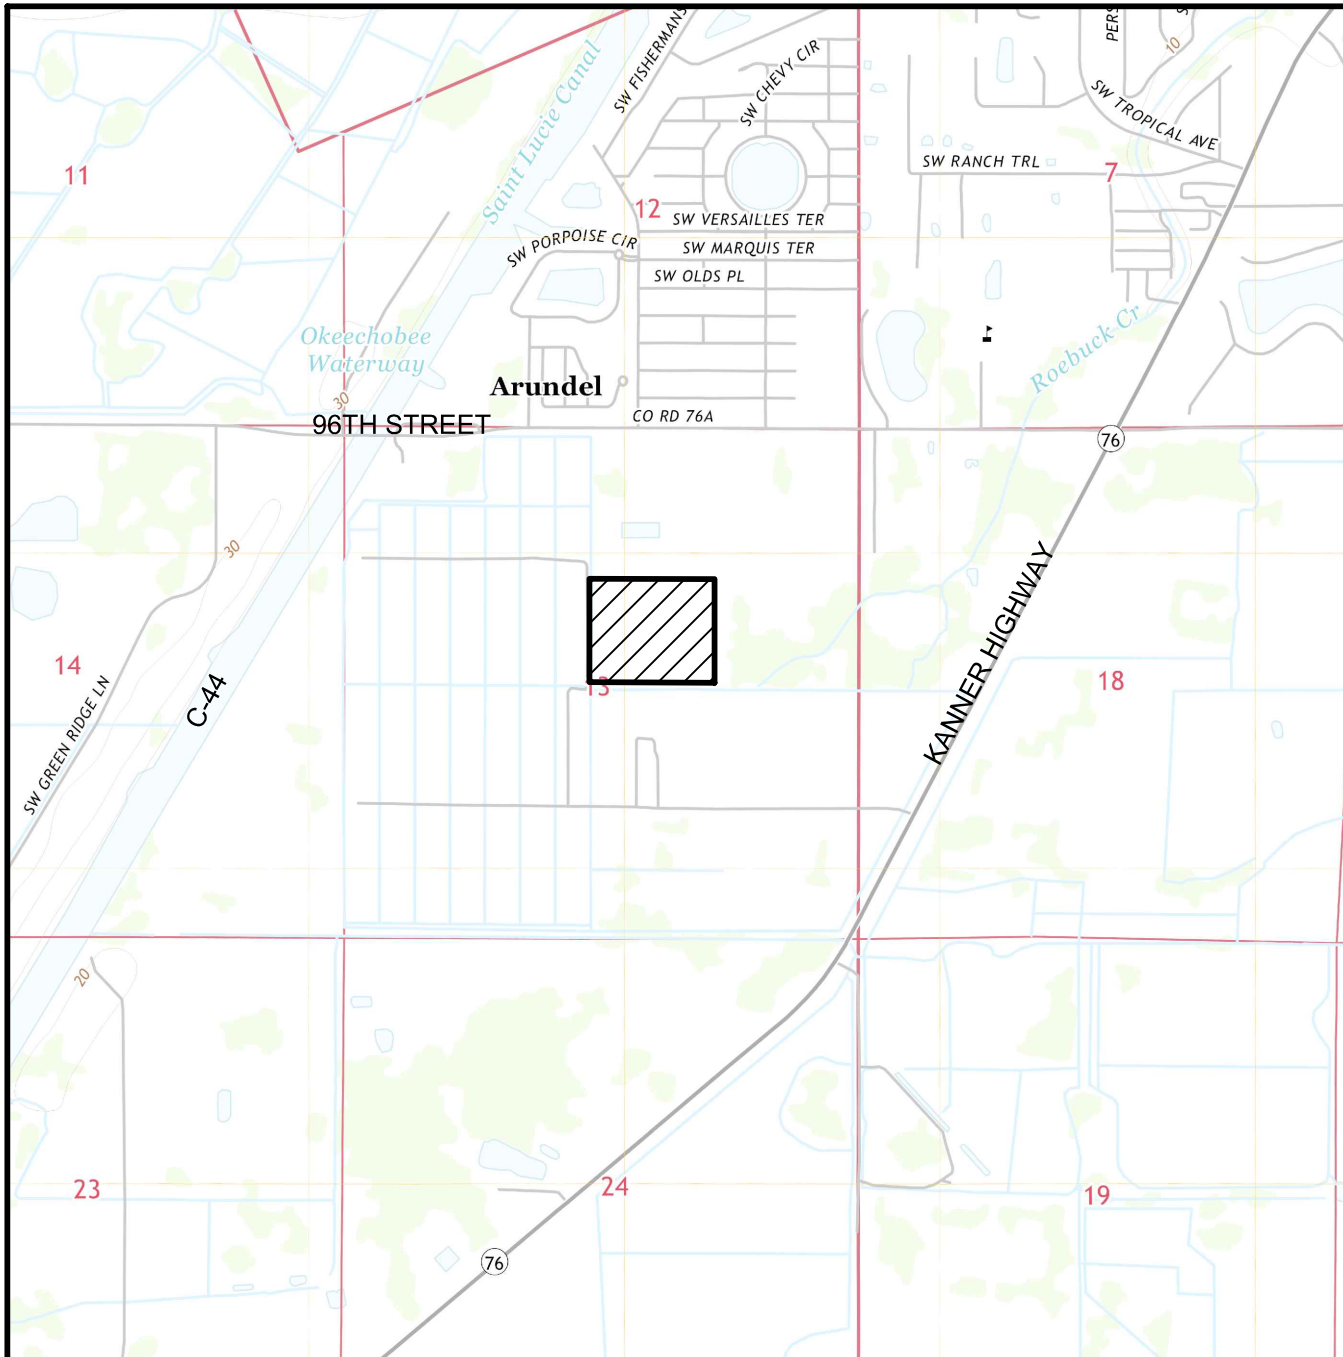 SW FISHERMANS
PERS
10
SW CHEVY CIR
Saint Lucie Canal
SW TROPICAL AVE
SW RANCH TRL
11
7
12
SW VERSAILLES TER
SW PORPOISE CIR
SW MARQUIS TER
SW OLDS PL
Okeechobee
Waterway
Roebuck Cr
Arundel
30
CO RD 76A
96TH STREET
76
30
KANNER HIGHWAY
14
13
18
C-44
SW GREEN RIDGE LN
20
23
24
19
76